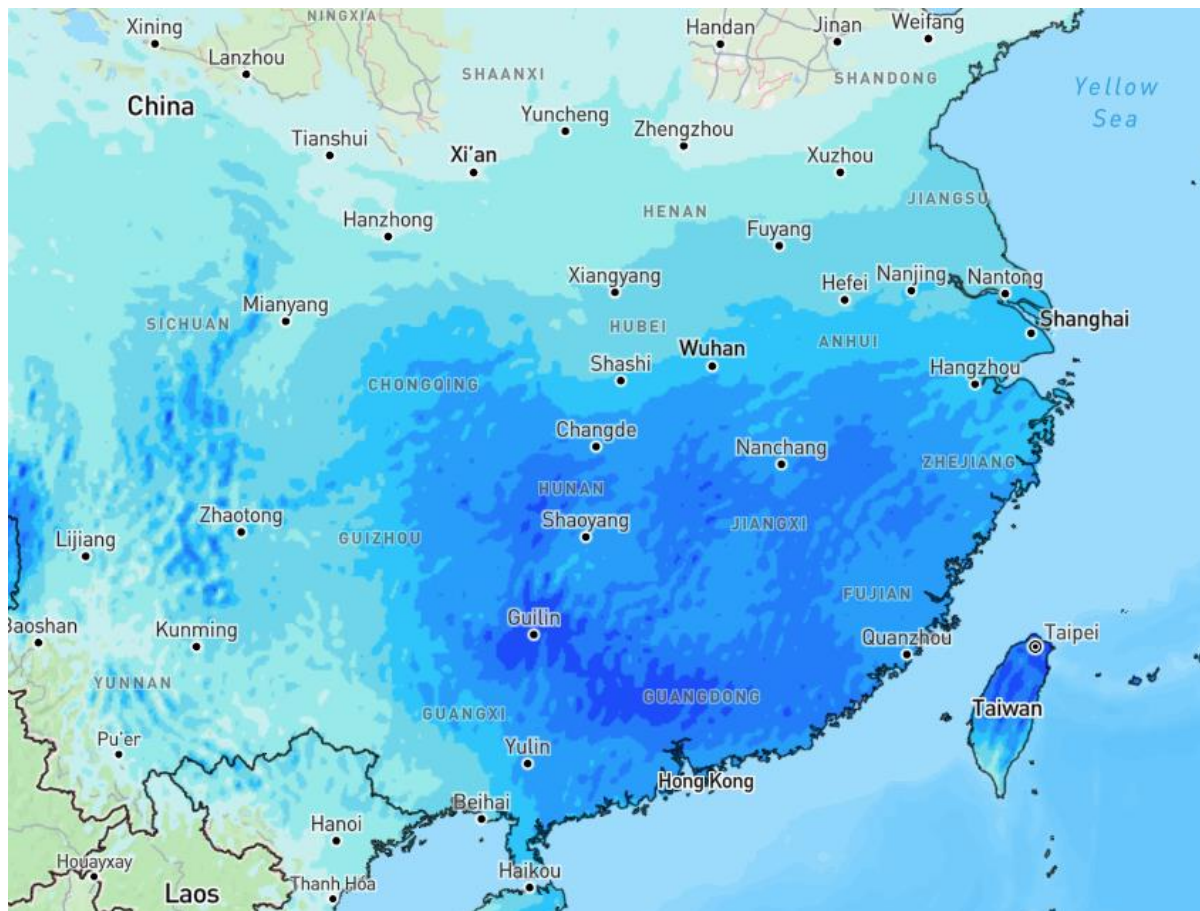 NINGXIA
Xining
Handan
Jinan
Weifang
Lanzhou
SHAANXI
SHANDONG
Yellow
Sea
China
Yuncheng
Zhengzhou
Tianshui
Xi'an
Xuzhou
JIANGSU
Hanzhong
HENAN
Fuyang
Xiangyang
Hefei
Nanjing
Nantong
Mianyang
SICHUAN
HUBEI
Shanghai
ANHUI
Wuhan
Shashi
Hangzhou
CHONGQING
Changde
Nanchang
ZHEJIANG
HUNAN
Zhaotong
Shaoyang
JIANGXI
Lijiang
GUIZHOU
FUJIAN
Guilin
Baoshan
Kunming
Quanzhou
Taipei
YUNNAN
GUANGDONG
GUANGXI
Taiwan
Pu'er
Yulin
Hong Kong
Beihai
Hanoi
Houayxay
Haikou
Laos
Thanh Hóa